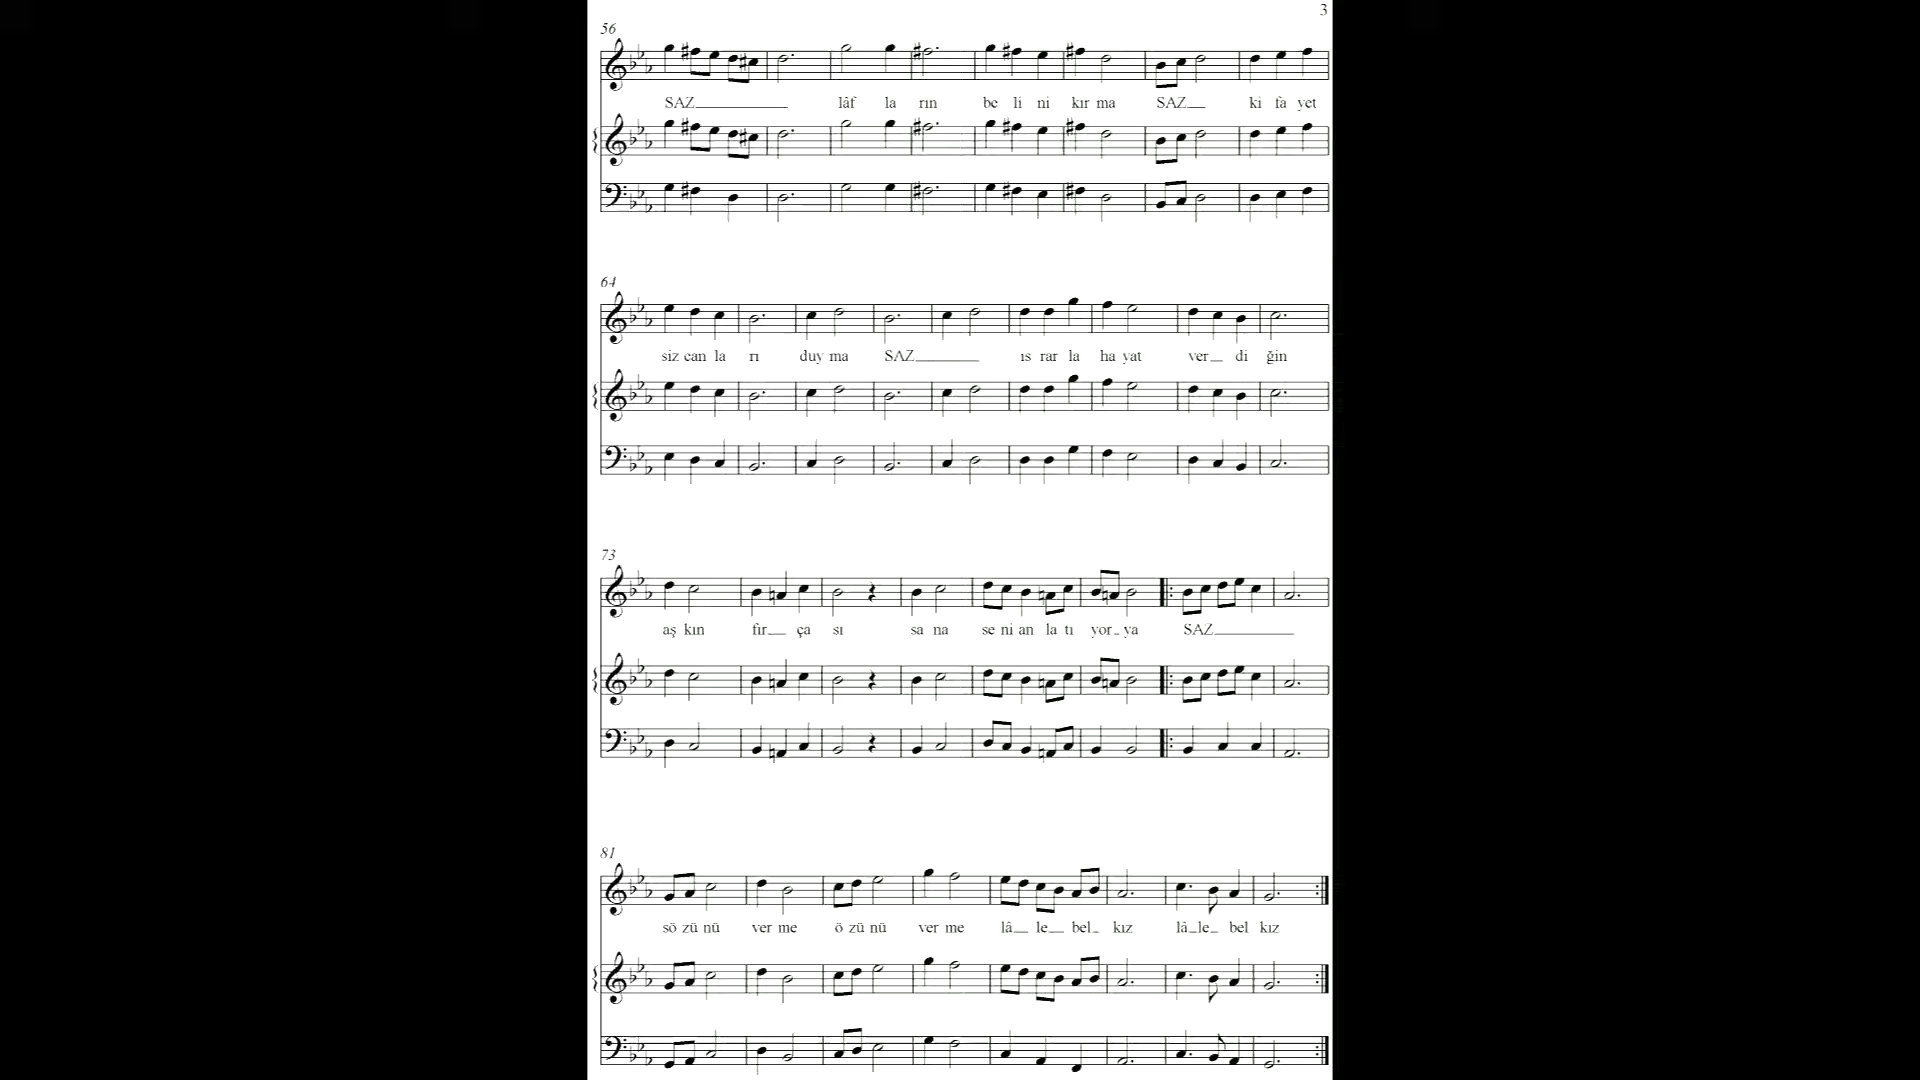 3
56
SAZ lâf la rın be li ni kır ma SAZ ki fa yet
64
siz can la rı duy ma SAZ ıs rar la ha yat ver di ğin
73
aş kın fır ça sı sa na se ni an la tı yor ya SAZ
81
sö zü nü ver me ö zü nü ver me lâ le bel kız lâ le bel kız